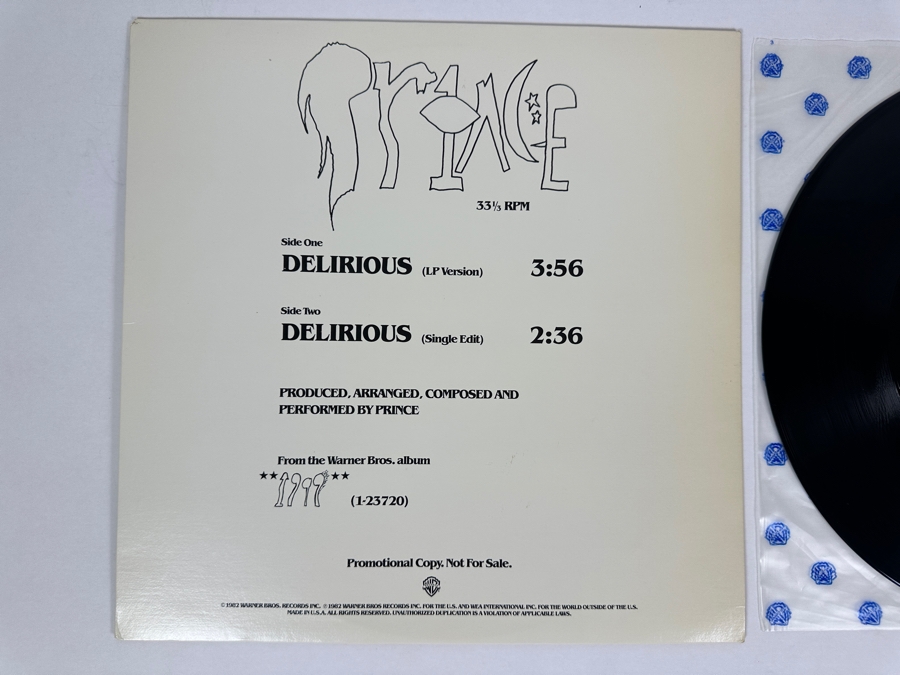 PRINCE
33⅓ RPM
Side One
DELIRIOUS (LP Version) 3:56
Side Two
DELIRIOUS (Single Edit) 2:36
PRODUCED, ARRANGED, COMPOSED AND
PERFORMED BY PRINCE
From the Warner Bros. album
★★1999★★ (1-23720)
Promotional Copy. Not For Sale.
© 1982 WARNER BROS. RECORDS INC. ℗ 1982 WARNER BROS RECORDS INC. FOR THE U.S. AND WEA INTERNATIONAL INC. FOR THE WORLD OUTSIDE OF THE U.S.
MADE IN U.S.A. ALL RIGHTS RESERVED. UNAUTHORIZED DUPLICATION IS A VIOLATION OF APPLICABLE LAWS.